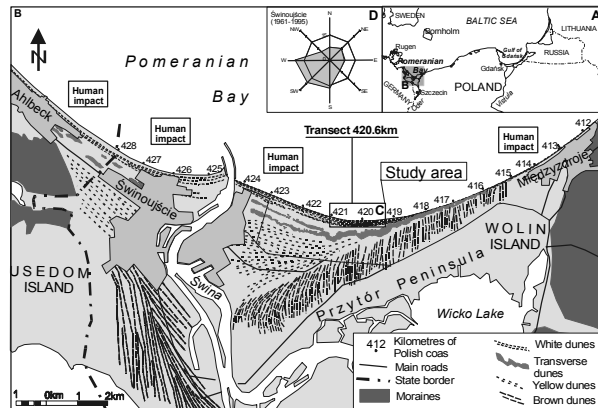 B
N
Świnoujście
(1961-1995)
D
NW
N
NE
W
E
SW
S
SE
A
SWEDEN
BALTIC SEA
Bornholm
LITHUANIA
Rugen
Gulf of
Gdańsk
RUSSIA
Pomeranian
Bay
B
Gdańsk
GERMANY
Szczecin
POLAND
Oder
Vistula
Pomeranian
Bay
Ahlbeck
Human
impact
428
427
Human
impact
426
425
Świnoujście
424
Human
impact
423
422
Transect 420.6km
421
420
C
419
Study area
418
417
416
415
Human
impact
414
413
412
Międzyzdroje
WOLIN
ISLAND
USEDOM
ISLAND
Świna
Przytór Peninsula
Wicko Lake
1 0km 1 2km
412 Kilometres of
Polish coas
Main roads
State border
Moraines
White dunes
Transverse
dunes
Yellow dunes
Brown dunes